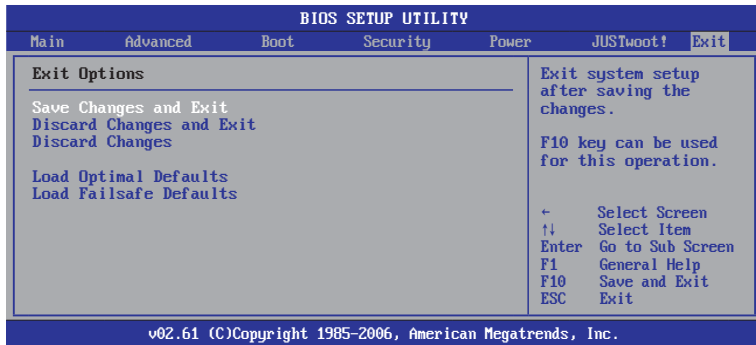 BIOS SETUP UTILITY
Main Advanced Boot Security Power JUSTwoot! Exit
Exit Options
Save Changes and Exit
Discard Changes and Exit
Discard Changes
Load Optimal Defaults
Load Failsafe Defaults
Exit system setup
after saving the
changes.
F10 key can be used
for this operation.
← Select Screen
↑↓ Select Item
Enter Go to Sub Screen
F1 General Help
F10 Save and Exit
ESC Exit
v02.61 (C)Copyright 1985-2006, American Megatrends, Inc.